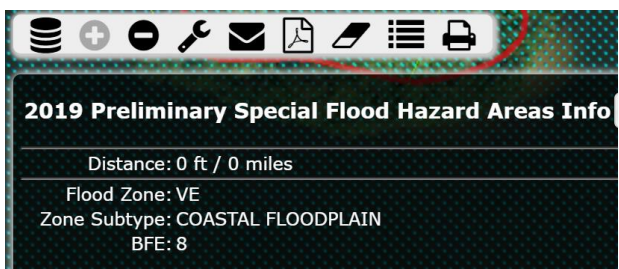 2019 Preliminary Special Flood Hazard Areas Info
Distance: 0 ft / 0 miles
Flood Zone: VE
Zone Subtype: COASTAL FLOODPLAIN
BFE: 8